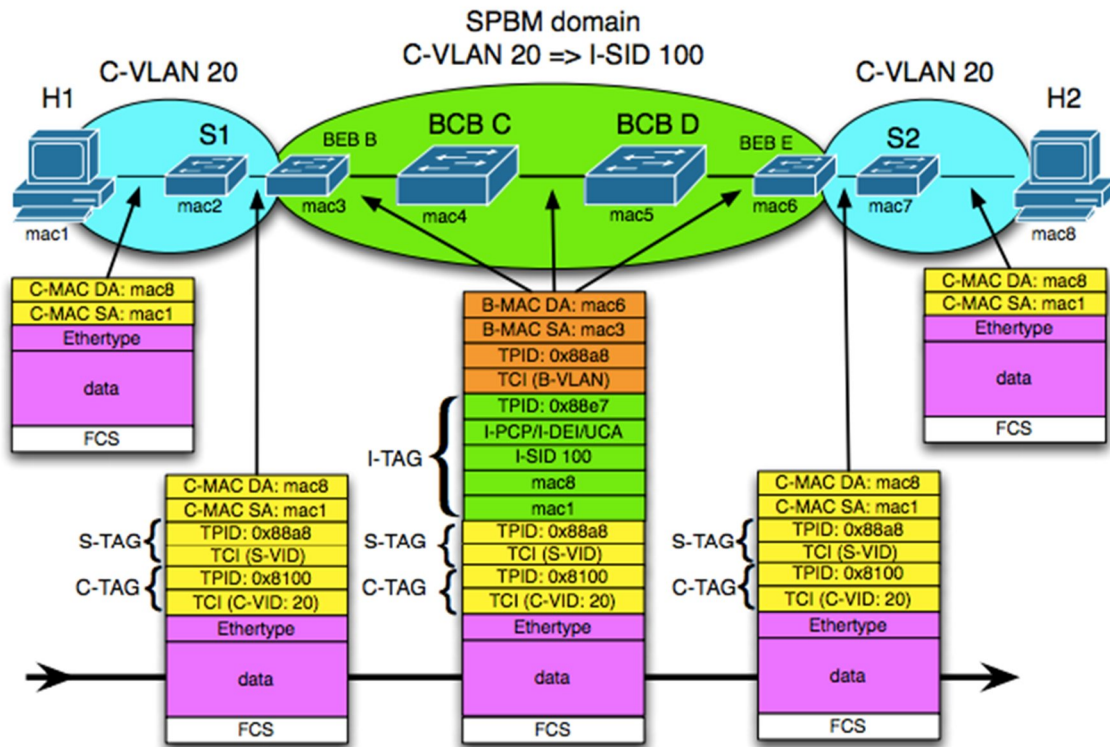 SPBM domain
C-VLAN 20 => I-SID 100
C-VLAN 20
C-VLAN 20
H1
H2
S1
BEB B
BCB C
BCB D
BEB E
S2
mac1
mac2
mac3
mac4
mac5
mac6
mac7
mac8
C-MAC DA: mac8
C-MAC SA: mac1
Ethertype
data
FCS
C-MAC DA: mac8
C-MAC SA: mac1
S-TAG
TPID: 0x88a8
TCI (S-VID)
C-TAG
TPID: 0x8100
TCI (C-VID: 20)
Ethertype
data
FCS
B-MAC DA: mac6
B-MAC SA: mac3
TPID: 0x88a8
TCI (B-VLAN)
I-TAG
TPID: 0x88e7
I-PCP/I-DEI/UCA
I-SID 100
mac8
mac1
S-TAG
TPID: 0x88a8
TCI (S-VID)
C-TAG
TPID: 0x8100
TCI (C-VID: 20)
Ethertype
data
FCS
C-MAC DA: mac8
C-MAC SA: mac1
S-TAG
TPID: 0x88a8
TCI (S-VID)
C-TAG
TPID: 0x8100
TCI (C-VID: 20)
Ethertype
data
FCS
C-MAC DA: mac8
C-MAC SA: mac1
Ethertype
data
FCS